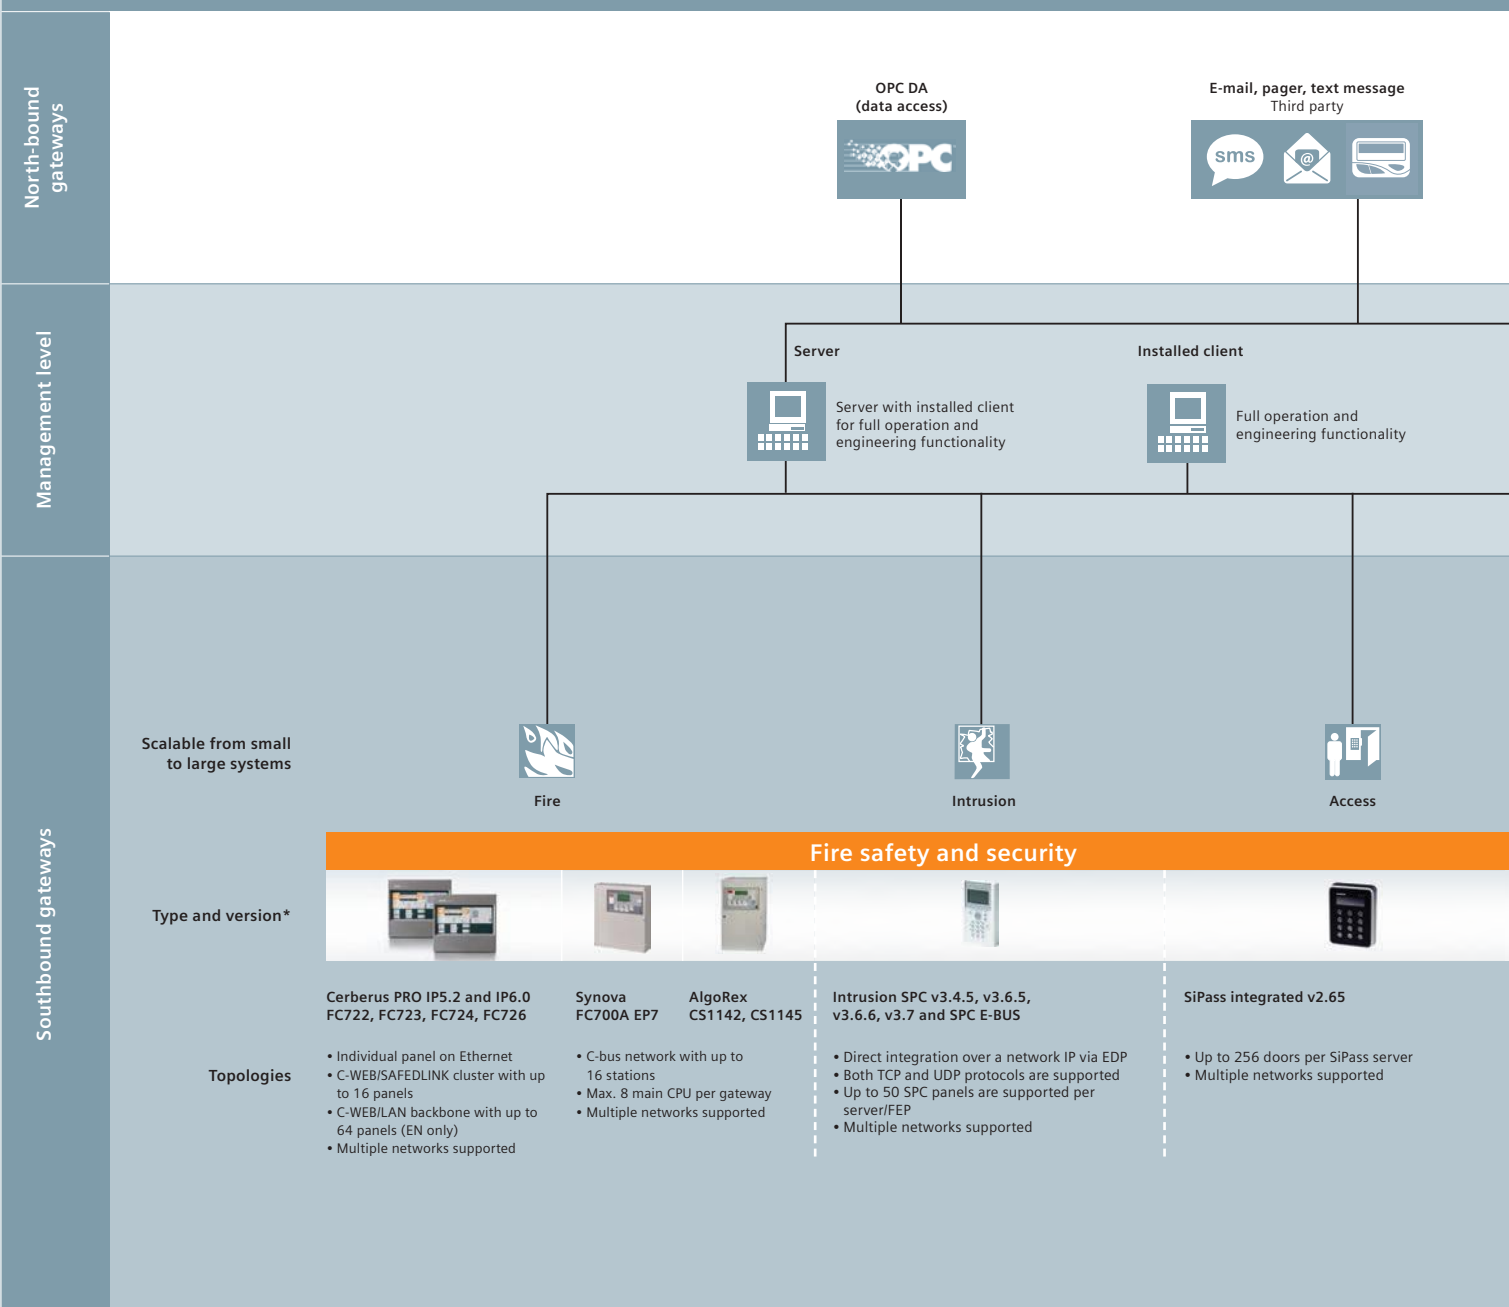 North-bound
gateways
OPC DA
(data access)
OPC
E-mail, pager, text message
Third party
sms
@
Management level
Server
Server with installed client
for full operation and
engineering functionality
Installed client
Full operation and
engineering functionality
Southbound gateways
Scalable from small
to large systems
Fire
Intrusion
Access
Fire safety and security
Type and version*
Cerberus PRO IP5.2 and IP6.0
FC722, FC723, FC724, FC726
Synova
FC700A EP7
AlgoRex
CS1142, CS1145
Intrusion SPC v3.4.5, v3.6.5,
v3.6.6, v3.7 and SPC E-BUS
SiPass integrated v2.65
Topologies
• Individual panel on Ethernet
• C-WEB/SAFEDLINK cluster with up
to 16 panels
• C-WEB/LAN backbone with up to
64 panels (EN only)
• Multiple networks supported
• C-bus network with up to
16 stations
• Max. 8 main CPU per gateway
• Multiple networks supported
• Direct integration over a network IP via EDP
• Both TCP and UDP protocols are supported
• Up to 50 SPC panels are supported per
server/FEP
• Multiple networks supported
• Up to 256 doors per SiPass server
• Multiple networks supported